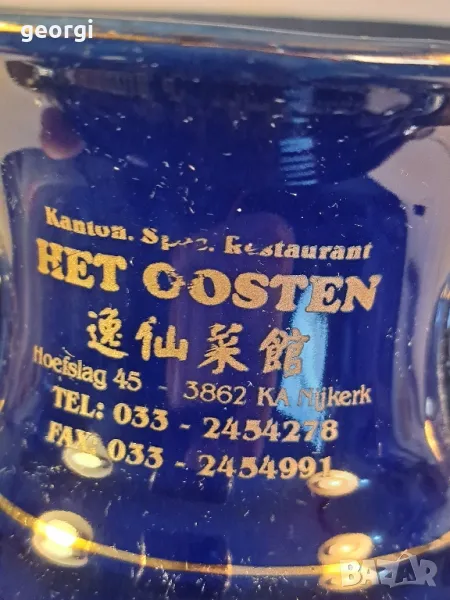 georgi
Kanton. Spec. Restaurant
HET OOSTEN
逸仙菜館
Hoefslag 45 - 3862 KA Nijkerk
TEL: 033 - 2454278
FAX: 033 - 2454991
BAZAR